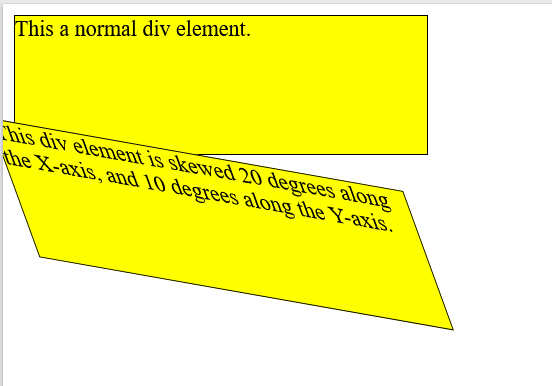 This a normal div element.
This div element is skewed 20 degrees along
the X-axis, and 10 degrees along the Y-axis.